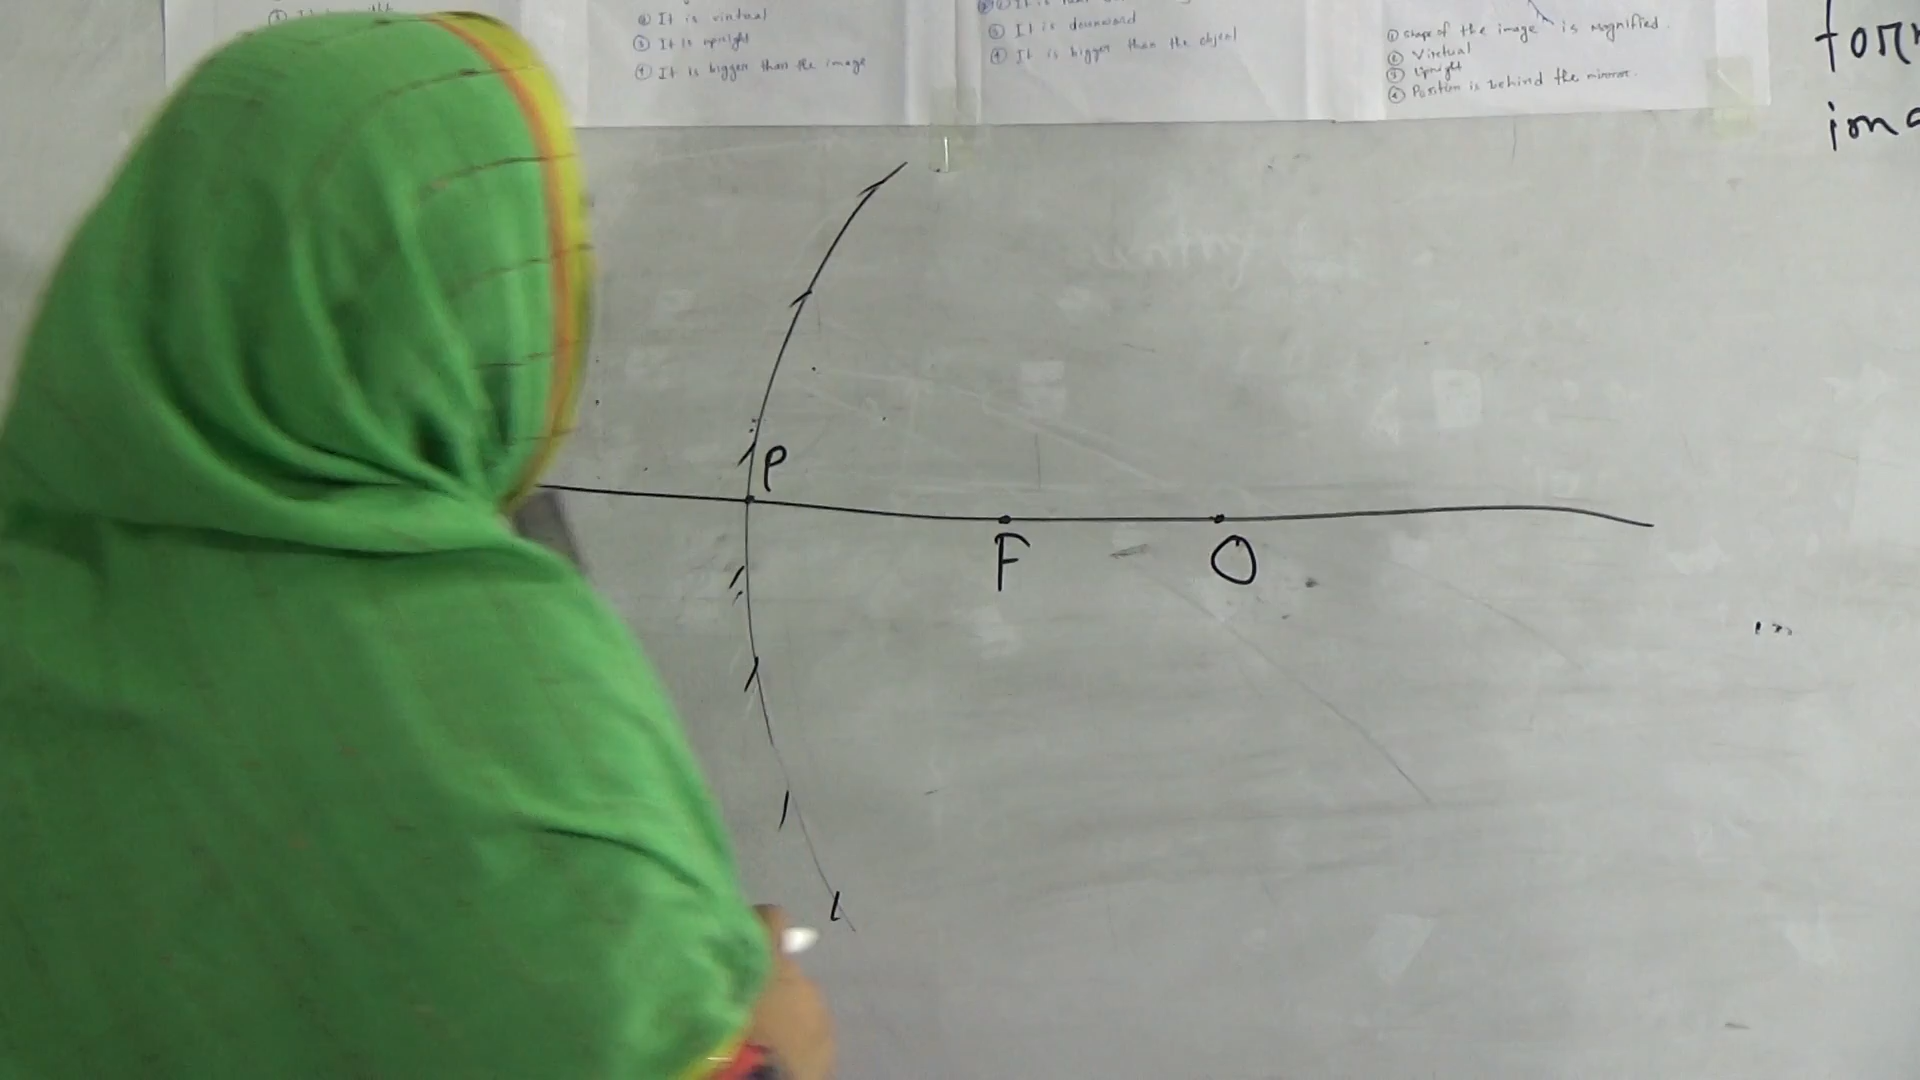 ② It is virtual
③ It is upright
④ It is bigger than the image
③ It is downward
④ It is bigger than the object
① Shape of the image is magnified.
② Virtual
③ Upright
④ Position is behind the mirror.
P
F
O